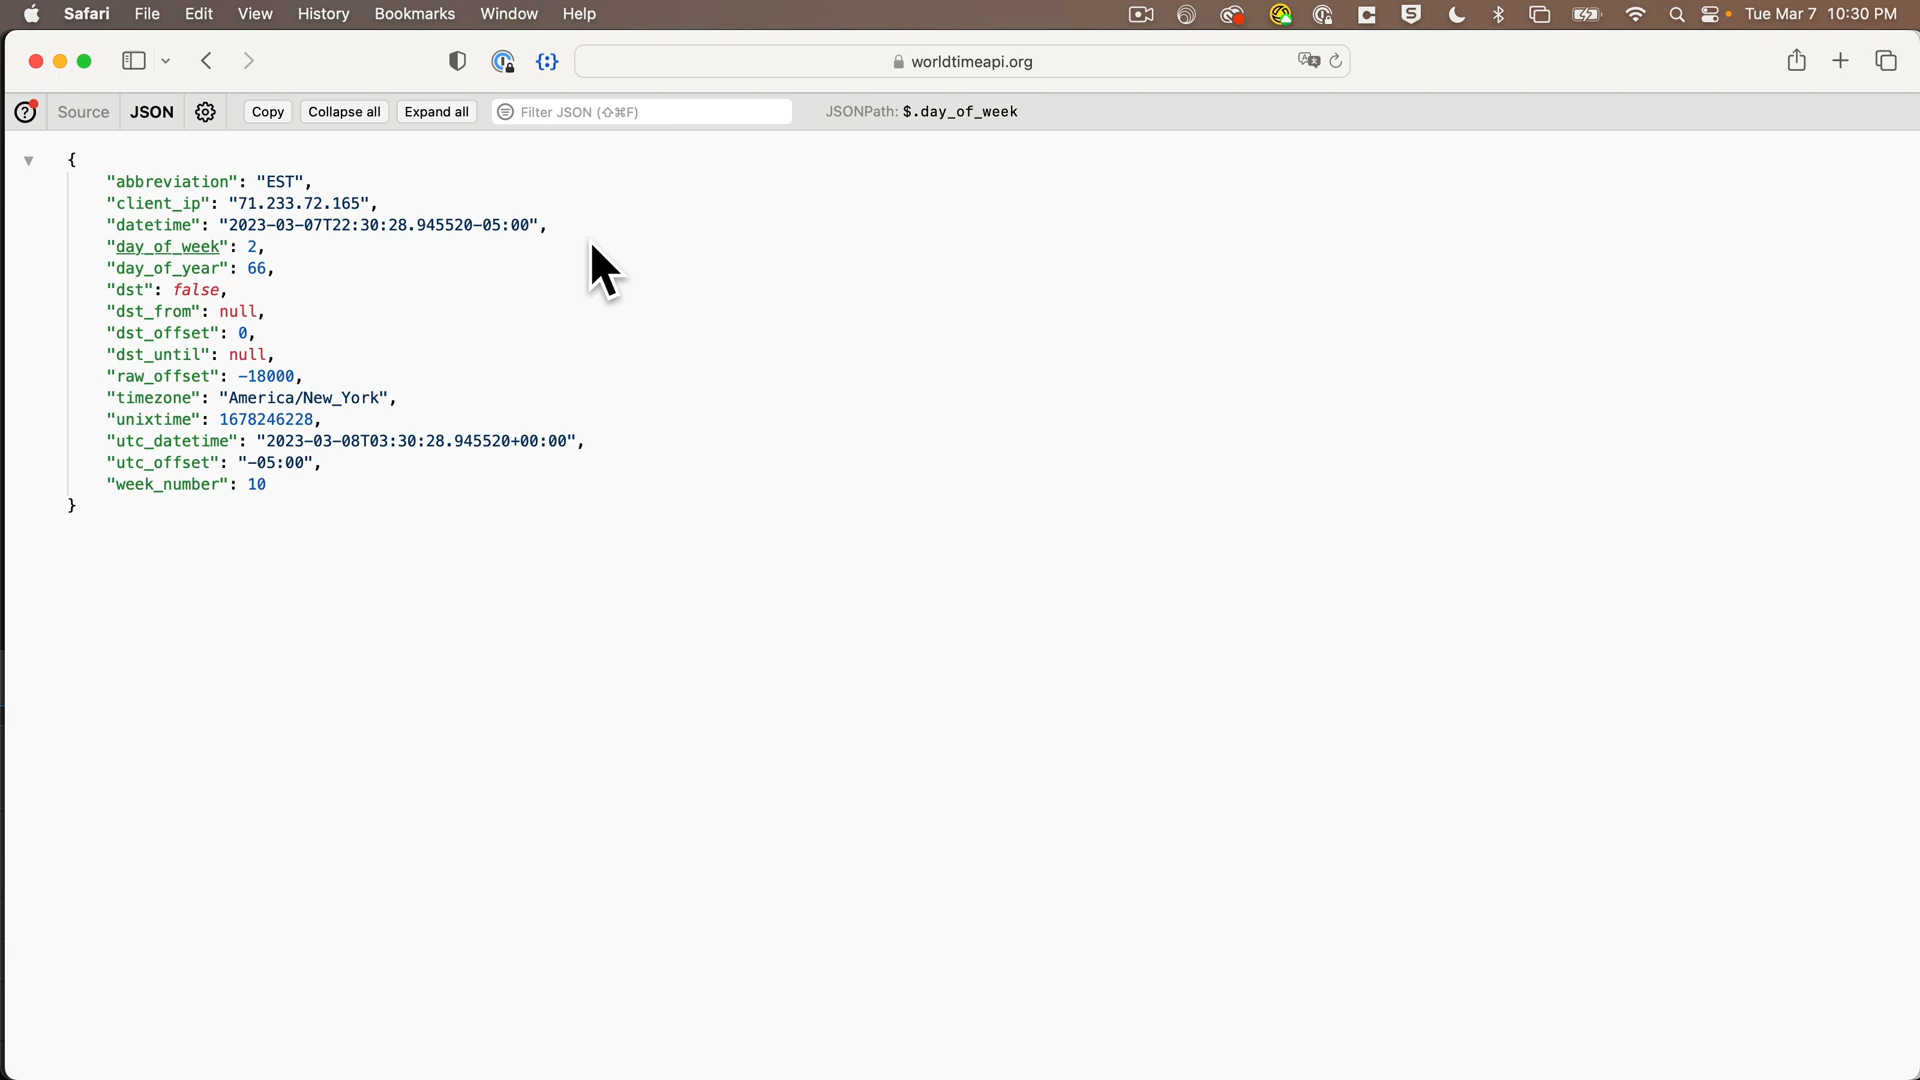 Safari File Edit View History Bookmarks Window Help Tue Mar 7 10:30 PM
worldtimeapi.org
Source JSON Copy Collapse all Expand all Filter JSON (⇧⌘F) JSONPath: $.day_of_week
{
"abbreviation": "EST",
"client_ip": "71.233.72.165",
"datetime": "2023-03-07T22:30:28.945520-05:00",
"day_of_week": 2,
"day_of_year": 66,
"dst": false,
"dst_from": null,
"dst_offset": 0,
"dst_until": null,
"raw_offset": -18000,
"timezone": "America/New_York",
"unixtime": 1678246228,
"utc_datetime": "2023-03-08T03:30:28.945520+00:00",
"utc_offset": "-05:00",
"week_number": 10
}